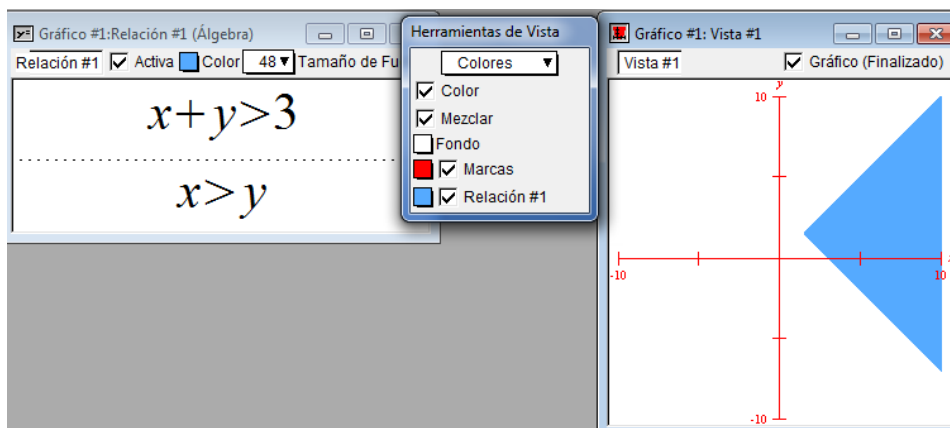 Gráfico #1:Relación #1 (Álgebra)
Relación #1 Activa Color 48 Tamaño de Fu
x+y>3
x>y
Herramientas de Vista
Colores
Color
Mezclar
Fondo
Marcas
Relación #1
Gráfico #1: Vista #1
Vista #1 Gráfico (Finalizado)
y
10
-10
10
-10